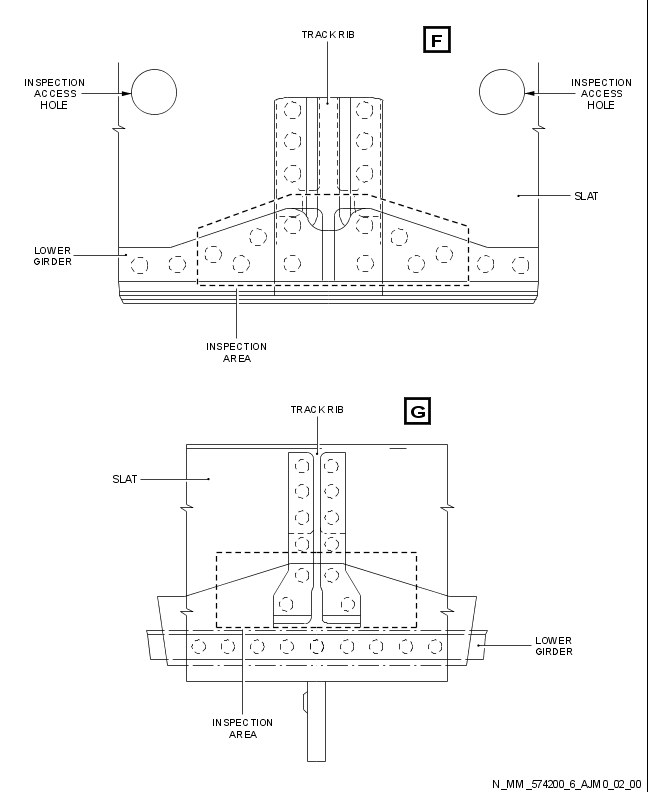 TRACK RIB
F
INSPECTION
ACCESS
HOLE
INSPECTION
ACCESS
HOLE
SLAT
LOWER
GIRDER
INSPECTION
AREA
G
TRACK RIB
SLAT
LOWER
GIRDER
INSPECTION
AREA
N_MM_574200_6_AJM0_02_00